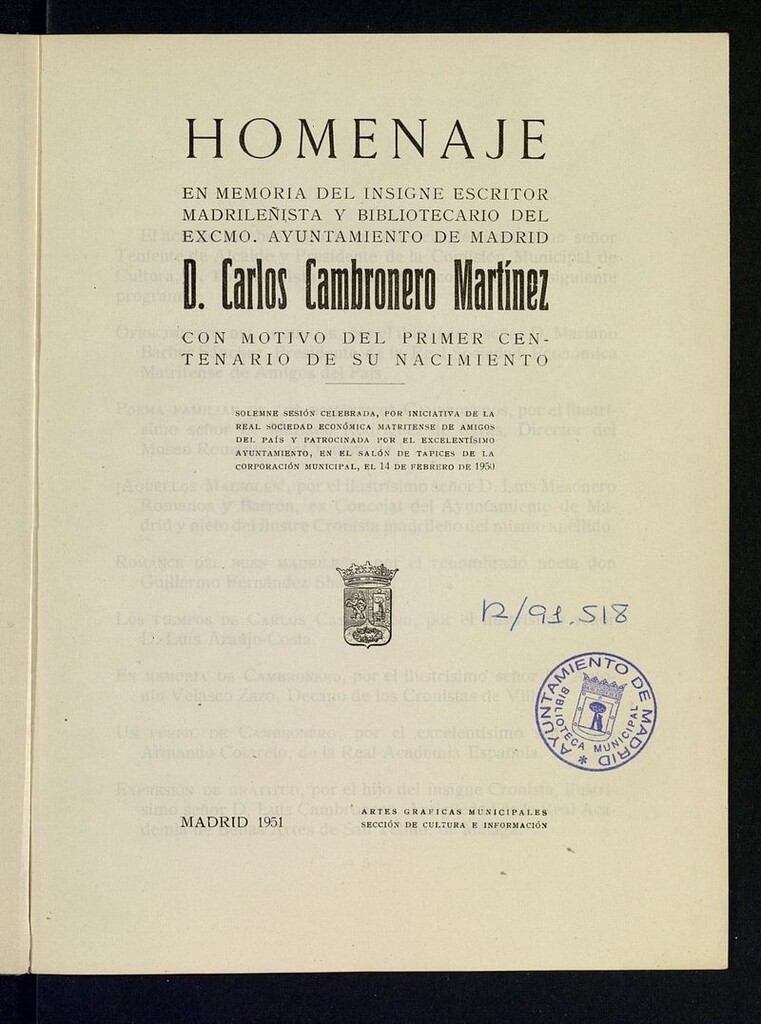 HOMENAJE
EN MEMORIA DEL INSIGNE ESCRITOR
MADRILEÑISTA Y BIBLIOTECARIO DEL
EXCMO. AYUNTAMIENTO DE MADRID
D. Carlos Cambronero Martínez
CON MOTIVO DEL PRIMER CEN-
TENARIO DE SU NACIMIENTO
SOLEMNE SESIÓN CELEBRADA, POR INICIATIVA DE LA
REAL SOCIEDAD ECONÓMICA MATRITENSE DE AMIGOS
DEL PAÍS Y PATROCINADA POR EL EXCELENTÍSIMO
AYUNTAMIENTO, EN EL SALÓN DE TAPICES DE LA
CORPORACIÓN MUNICIPAL, EL 14 DE FEBRERO DE 1950
12/91.518
AYUNTAMIENTO DE MADRID
BIBLIOTECA MUNICIPAL
MADRID 1951
ARTES GRAFICAS MUNICIPALES
SECCIÓN DE CULTURA E INFORMACIÓN